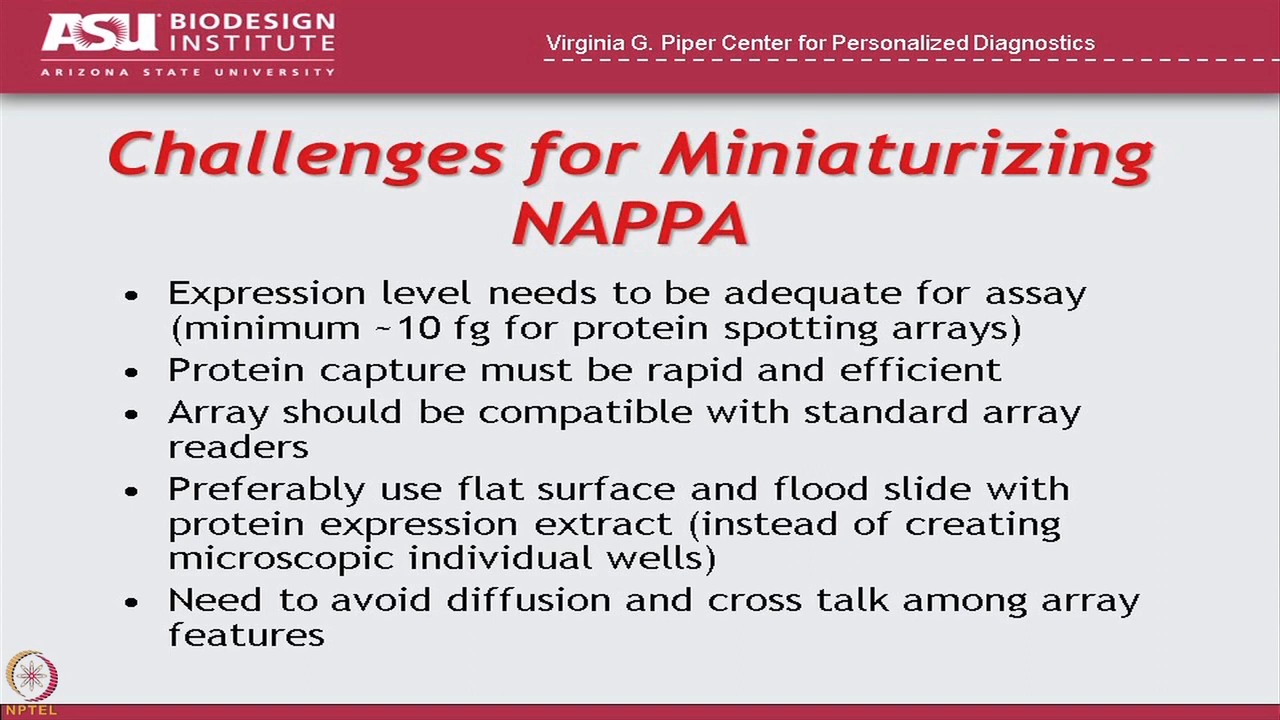 ASU BIODESIGN
INSTITUTE
ARIZONA STATE UNIVERSITY
Virginia G. Piper Center for Personalized Diagnostics
Challenges for Miniaturizing
NAPPA
• Expression level needs to be adequate for assay
(minimum ~10 fg for protein spotting arrays)
• Protein capture must be rapid and efficient
• Array should be compatible with standard array
readers
• Preferably use flat surface and flood slide with
protein expression extract (instead of creating
microscopic individual wells)
• Need to avoid diffusion and cross talk among array
features
NPTEL